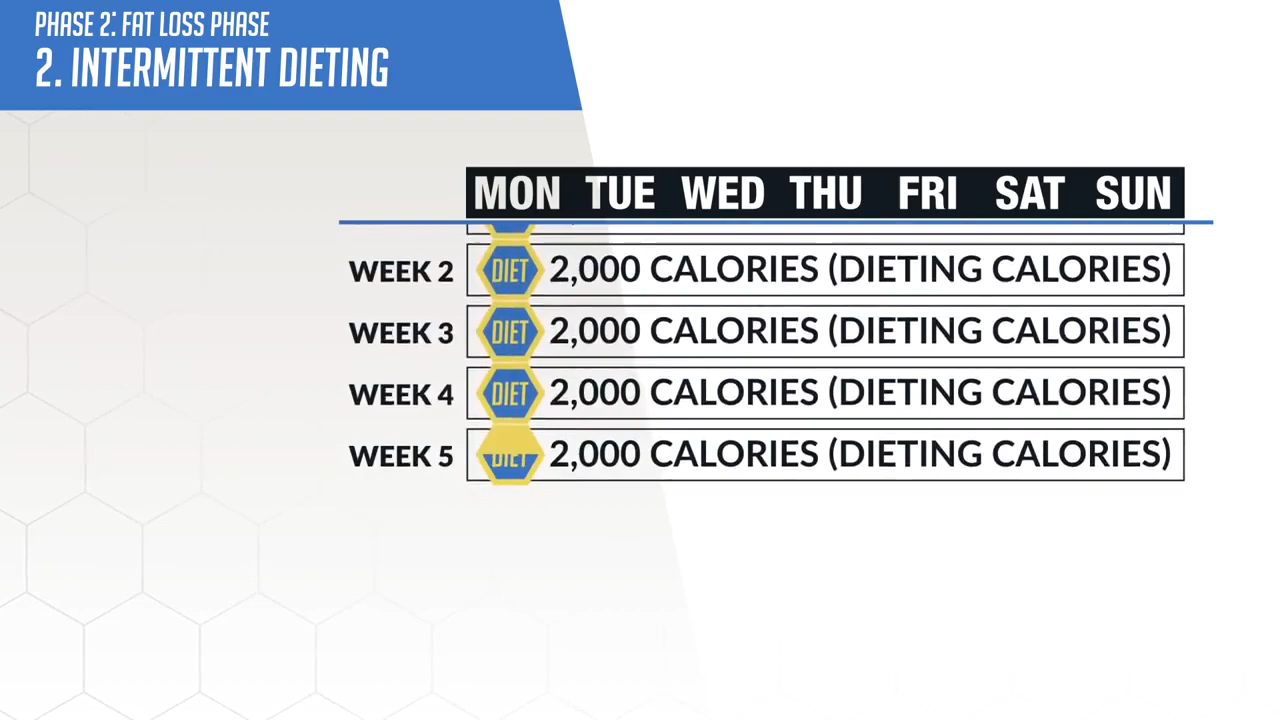 PHASE 2: FAT LOSS PHASE
2. INTERMITTENT DIETING
MON TUE WED THU FRI SAT SUN
WEEK 2 DIET 2,000 CALORIES (DIETING CALORIES)
WEEK 3 DIET 2,000 CALORIES (DIETING CALORIES)
WEEK 4 DIET 2,000 CALORIES (DIETING CALORIES)
WEEK 5 DIET 2,000 CALORIES (DIETING CALORIES)